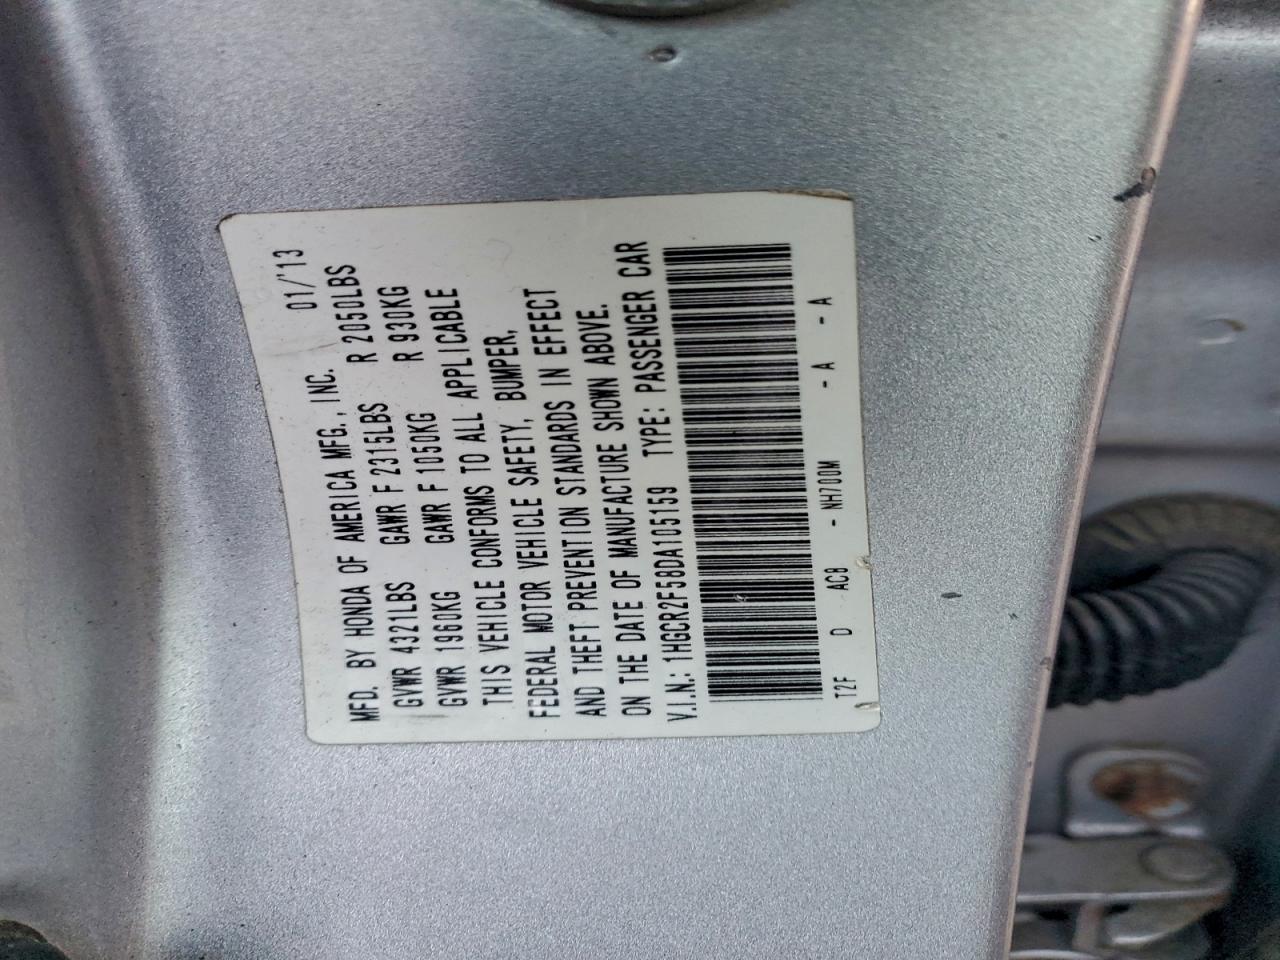 MFD. BY HONDA OF AMERICA MFG., INC. 01/'13
GVWR 4321LBS GAWR F 2315LBS R 2050LBS
GVWR 1960KG GAWR F 1050KG R 930KG
THIS VEHICLE CONFORMS TO ALL APPLICABLE
FEDERAL MOTOR VEHICLE SAFETY, BUMPER,
AND THEFT PREVENTION STANDARDS IN EFFECT
ON THE DATE OF MANUFACTURE SHOWN ABOVE.
V.I.N.: 1HGCR2F58DA105159 TYPE: PASSENGER CAR
T2F D AC8 - NH700M - A - A